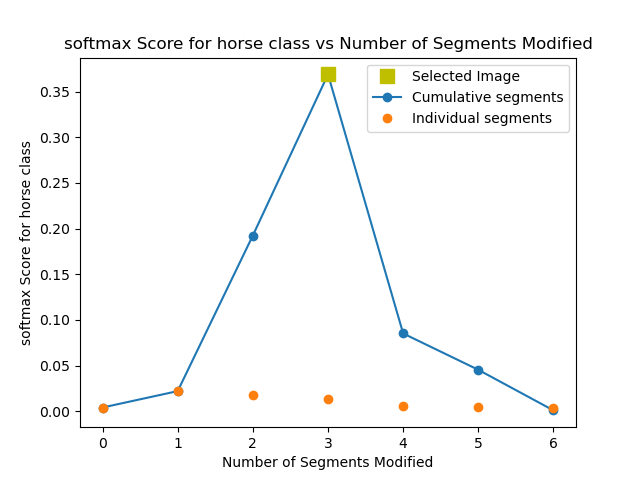 softmax Score for horse class vs Number of Segments Modified
Selected Image
Cumulative segments
Individual segments
softmax Score for horse class
0.35
0.30
0.25
0.20
0.15
0.10
0.05
0.00
0 1 2 3 4 5 6
Number of Segments Modified